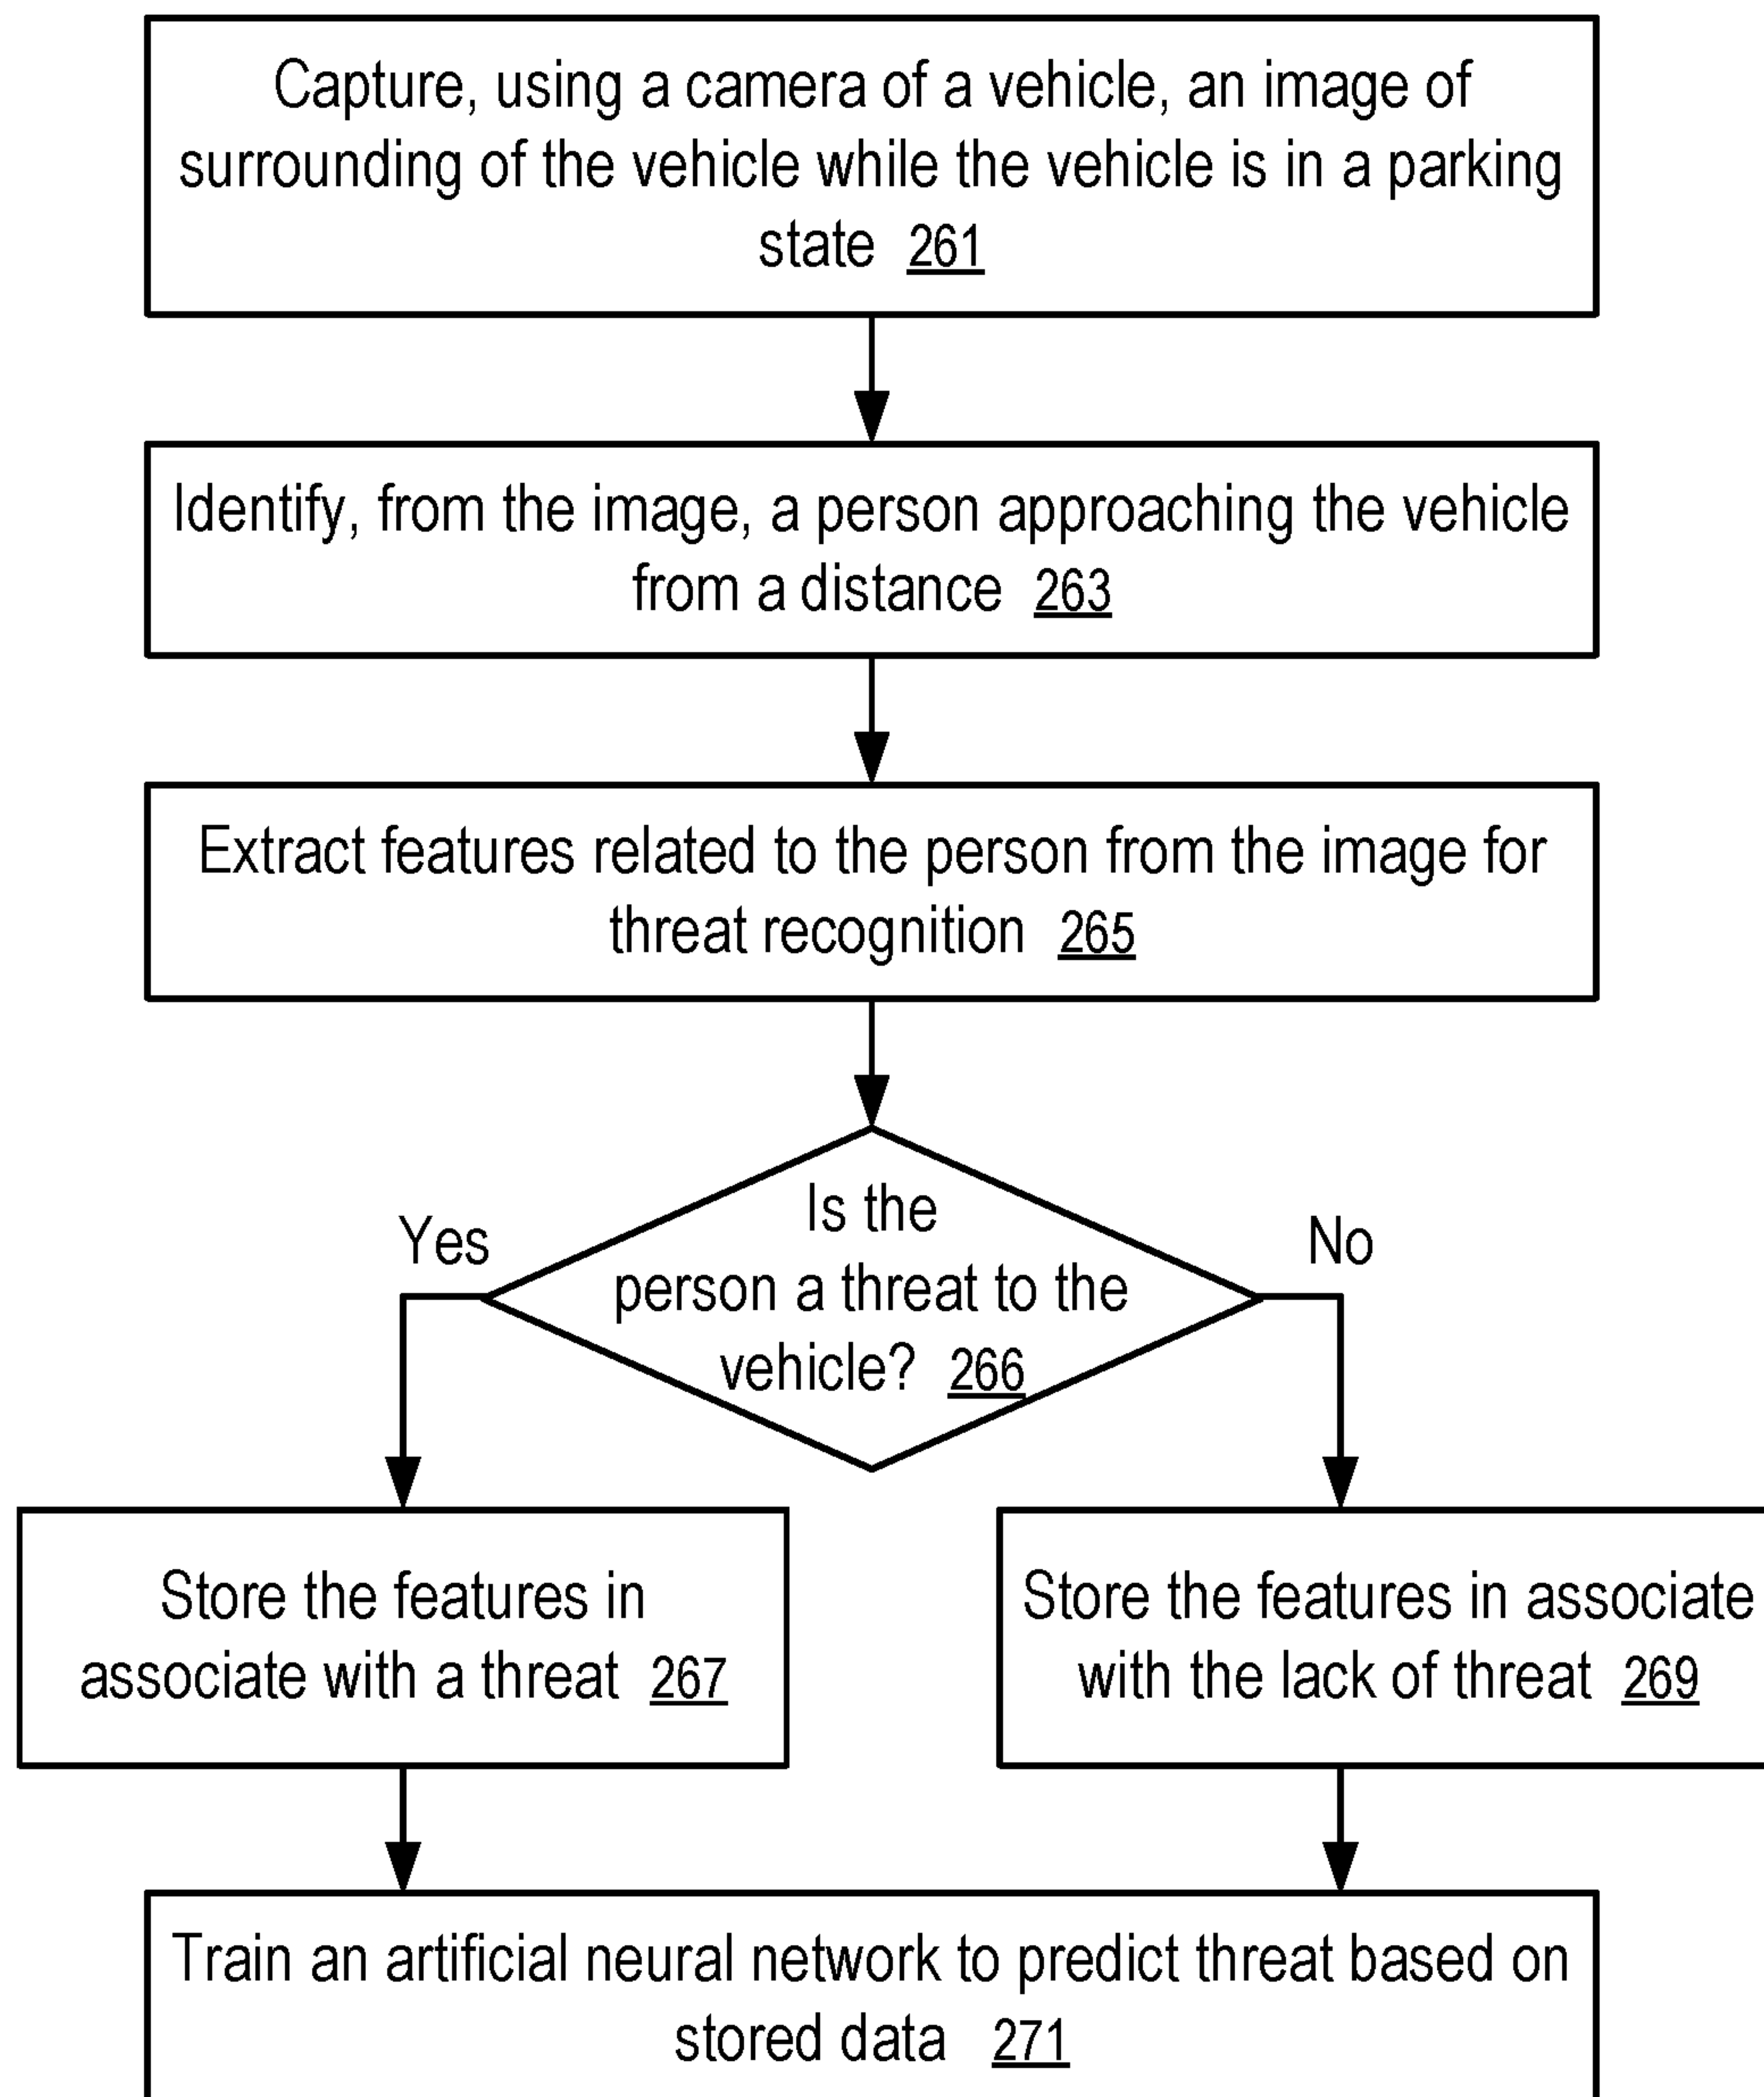 Capture, using a camera of a vehicle, an image of
surrounding of the vehicle while the vehicle is in a parking
state 261
Identify, from the image, a person approaching the vehicle
from a distance 263
Extract features related to the person from the image for
threat recognition 265
Is the
person a threat to the
vehicle? 266
Yes
No
Store the features in
associate with a threat 267
Store the features in associate
with the lack of threat 269
Train an artificial neural network to predict threat based on
stored data 271